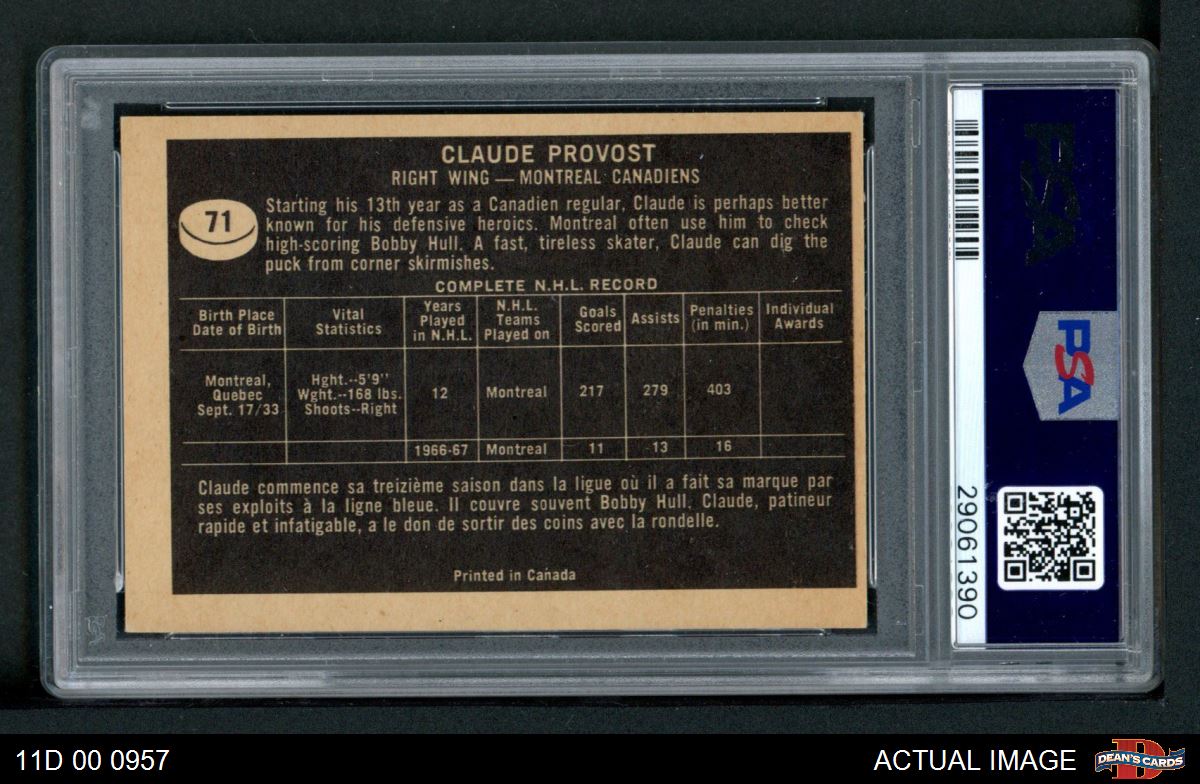 CLAUDE PROVOST
RIGHT WING — MONTREAL CANADIENS
71
Starting his 13th year as a Canadien regular, Claude is perhaps better
known for his defensive heroics. Montreal often use him to check
high-scoring Bobby Hull. A fast, tireless skater, Claude can dig the
puck from corner skirmishes.
COMPLETE N.H.L. RECORD
Birth Place
Date of Birth
Vital
Statistics
Years
Played
in N.H.L.
N.H.L.
Teams
Played on
Goals
Scored
Assists
Penalties
(in min.)
Individual
Awards
Montreal,
Quebec
Sept. 17/33
Hght.--5'9''
Wght.--168 lbs.
Shoots--Right
12
Montreal
217
279
403
1966-67
Montreal
11
13
16
Claude commence sa treizième saison dans la ligue où il a fait sa marque par
ses exploits à la ligne bleue. Il couvre souvent Bobby Hull. Claude, patineur
rapide et infatigable, a le don de sortir des coins avec la rondelle.
Printed in Canada
PSA
PSA
29061390
11D 00 0957
ACTUAL IMAGE
D
DEAN'S CARDS